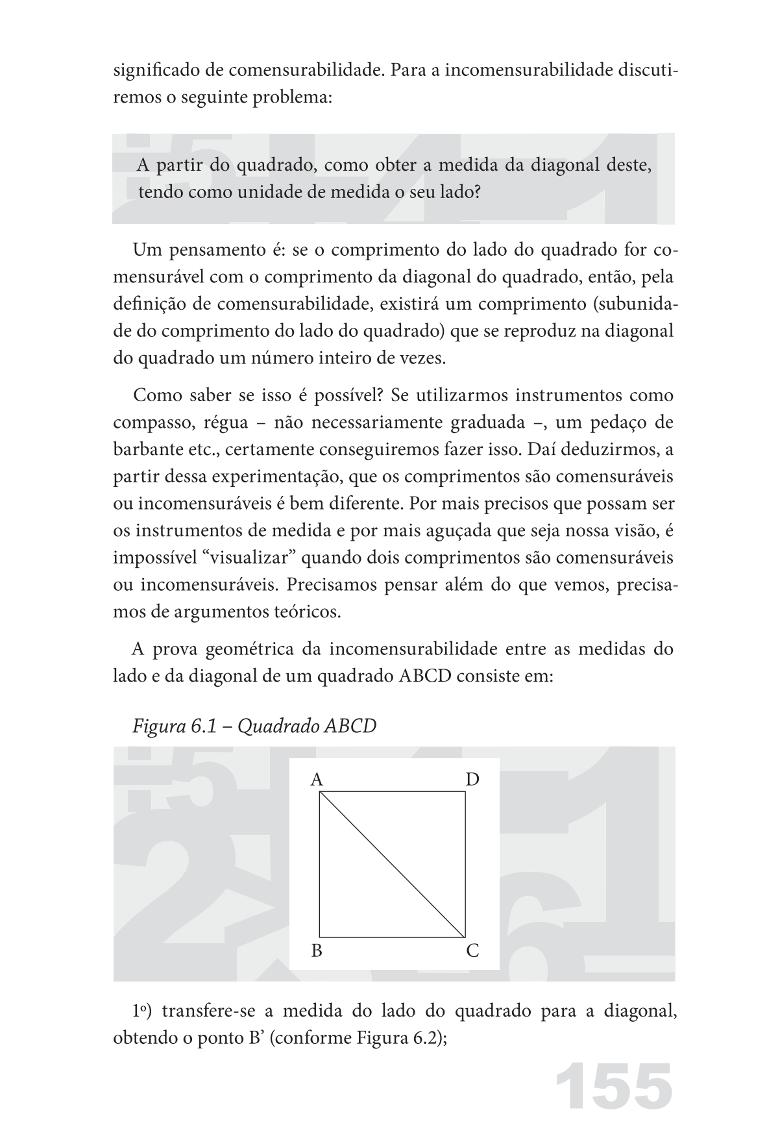 significado de comensurabilidade. Para a incomensurabilidade discuti-
remos o seguinte problema:
A partir do quadrado, como obter a medida da diagonal deste,
tendo como unidade de medida o seu lado?
Um pensamento é: se o comprimento do lado do quadrado for co-
mensurável com o comprimento da diagonal do quadrado, então, pela
definição de comensurabilidade, existirá um comprimento (subunida-
de do comprimento do lado do quadrado) que se reproduz na diagonal
do quadrado um número inteiro de vezes.
Como saber se isso é possível? Se utilizarmos instrumentos como
compasso, régua – não necessariamente graduada –, um pedaço de
barbante etc., certamente conseguiremos fazer isso. Daí deduzirmos, a
partir dessa experimentação, que os comprimentos são comensuráveis
ou incomensuráveis é bem diferente. Por mais precisos que possam ser
os instrumentos de medida e por mais aguçada que seja nossa visão, é
impossível “visualizar” quando dois comprimentos são comensuráveis
ou incomensuráveis. Precisamos pensar além do que vemos, precisa-
mos de argumentos teóricos.
A prova geométrica da incomensurabilidade entre as medidas do
lado e da diagonal de um quadrado ABCD consiste em:
Figura 6.1 – Quadrado ABCD
A D
B C
1º) transfere-se a medida do lado do quadrado para a diagonal,
obtendo o ponto B’ (conforme Figura 6.2);
155